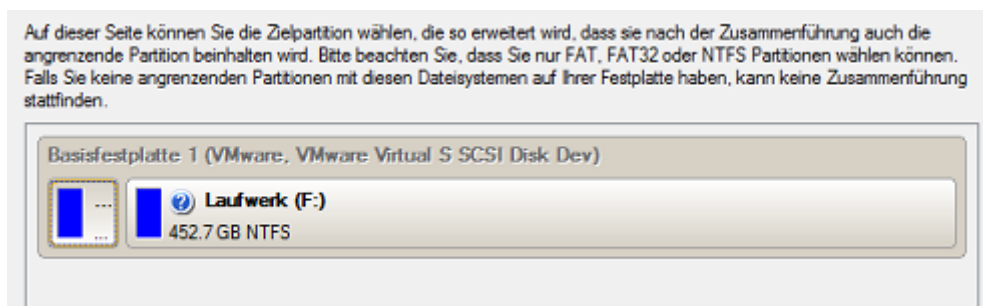 Auf dieser Seite können Sie die Zielpartition wählen, die so erweitert wird, dass sie nach der Zusammenführung auch die
angrenzende Partition beinhalten wird. Bitte beachten Sie, dass Sie nur FAT, FAT32 oder NTFS Partitionen wählen können.
Falls Sie keine angrenzenden Partitionen mit diesen Dateisystemen auf Ihrer Festplatte haben, kann keine Zusammenführung
stattfinden.
Basisfestplatte 1 (VMware, VMware Virtual S SCSI Disk Dev)
...
Laufwerk (F:)
...
452.7 GB NTFS